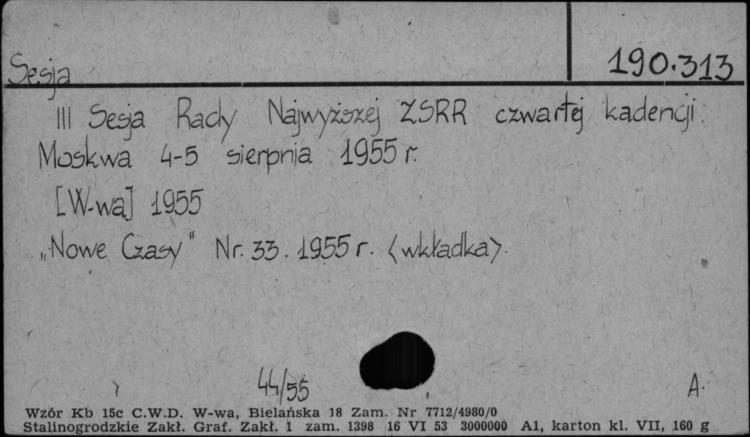 Sesja
190.313
III Sesja Rady Najwyższej ZSRR czwartej kadencji.
Moskwa 4-5 sierpnia 1955 r.
[W-wa] 1955
„Nowe Czasy" Nr. 33. 1955 r. <wkładka>.
44/55
A.
Wzór Kb 15c C.W.D. W-wa, Bielańska 18 Zam. Nr 7712/4980/0
Stalinogrodzkie Zakł. Graf. Zakł. 1 zam. 1398 16 VI 53 3000000 A1, karton kl. VII, 160 g